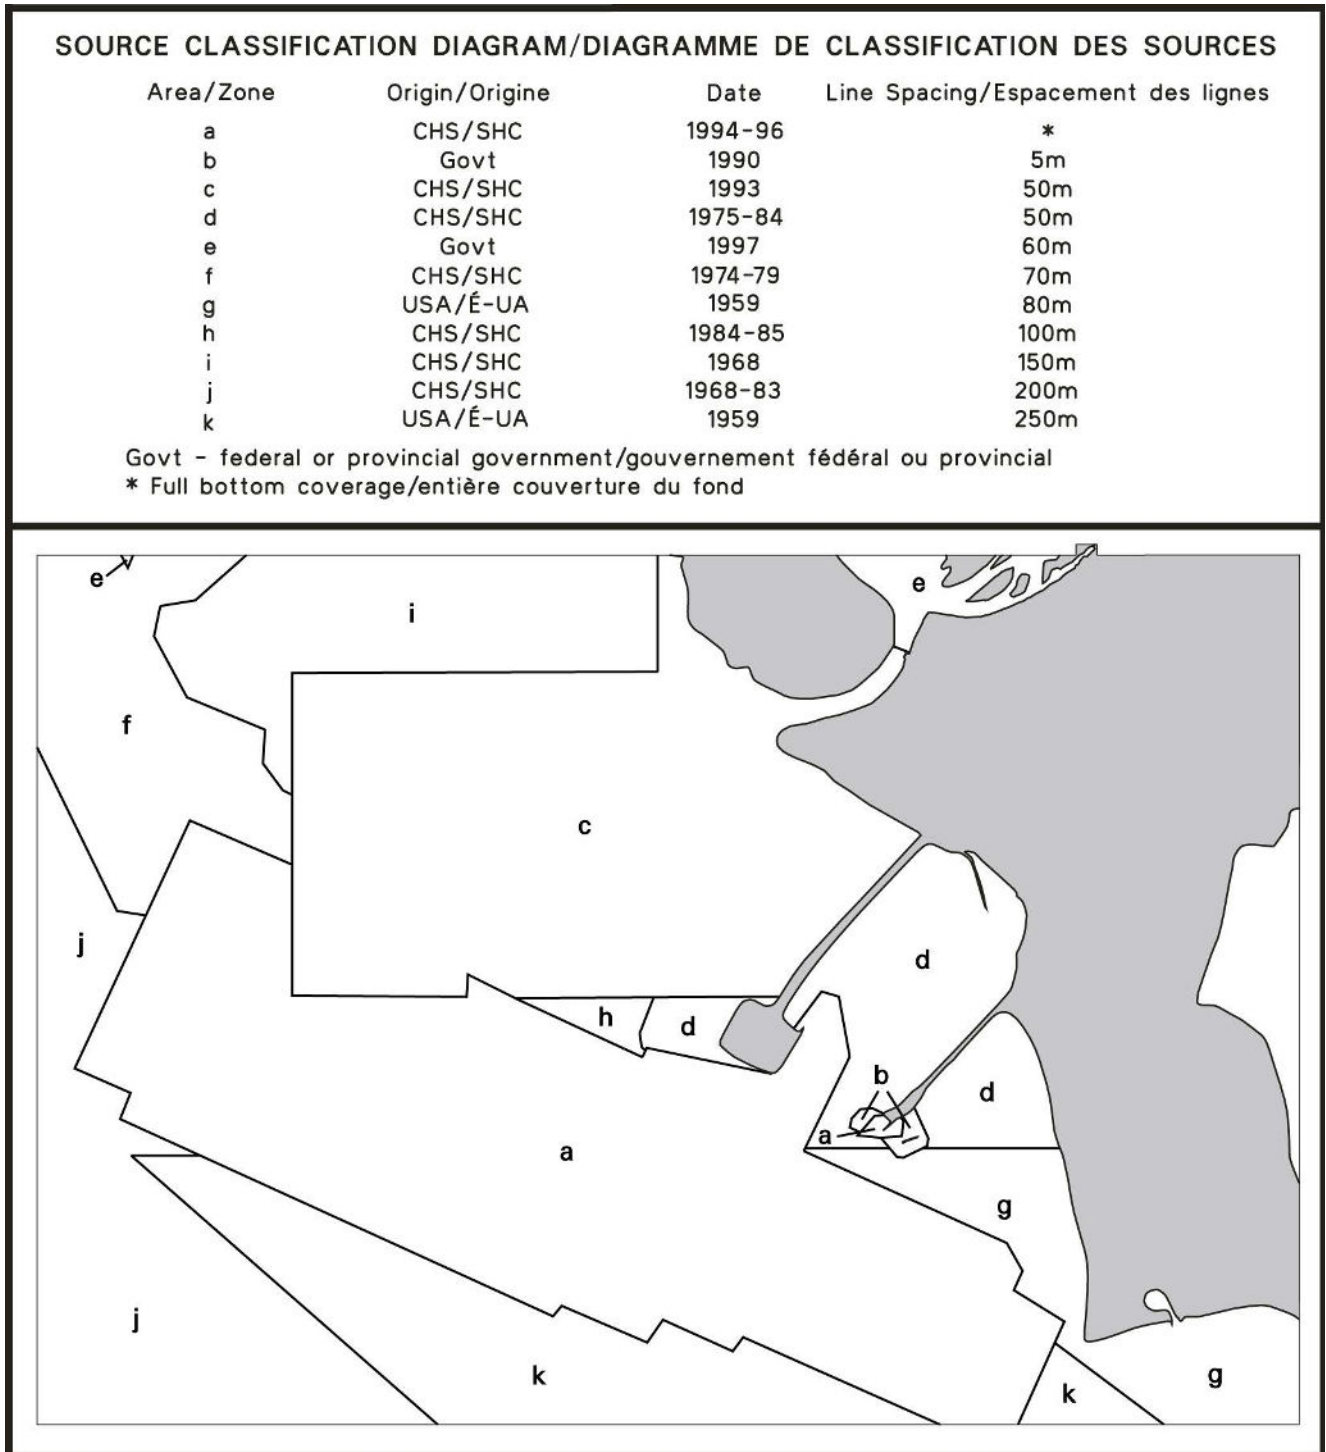 SOURCE CLASSIFICATION DIAGRAM/DIAGRAMME DE CLASSIFICATION DES SOURCES
Area/Zone Origin/Origine Date Line Spacing/Espacement des lignes
a CHS/SHC 1994-96 *
b Govt 1990 5m
c CHS/SHC 1993 50m
d CHS/SHC 1975-84 50m
e Govt 1997 60m
f CHS/SHC 1974-79 70m
g USA/É-UA 1959 80m
h CHS/SHC 1984-85 100m
i CHS/SHC 1968 150m
j CHS/SHC 1968-83 200m
k USA/É-UA 1959 250m
Govt - federal or provincial government/gouvernement fédéral ou provincial
* Full bottom coverage/entière couverture du fond
e
e
i
f
c
j
d
h
d
b
d
a
a
g
j
k
k
g